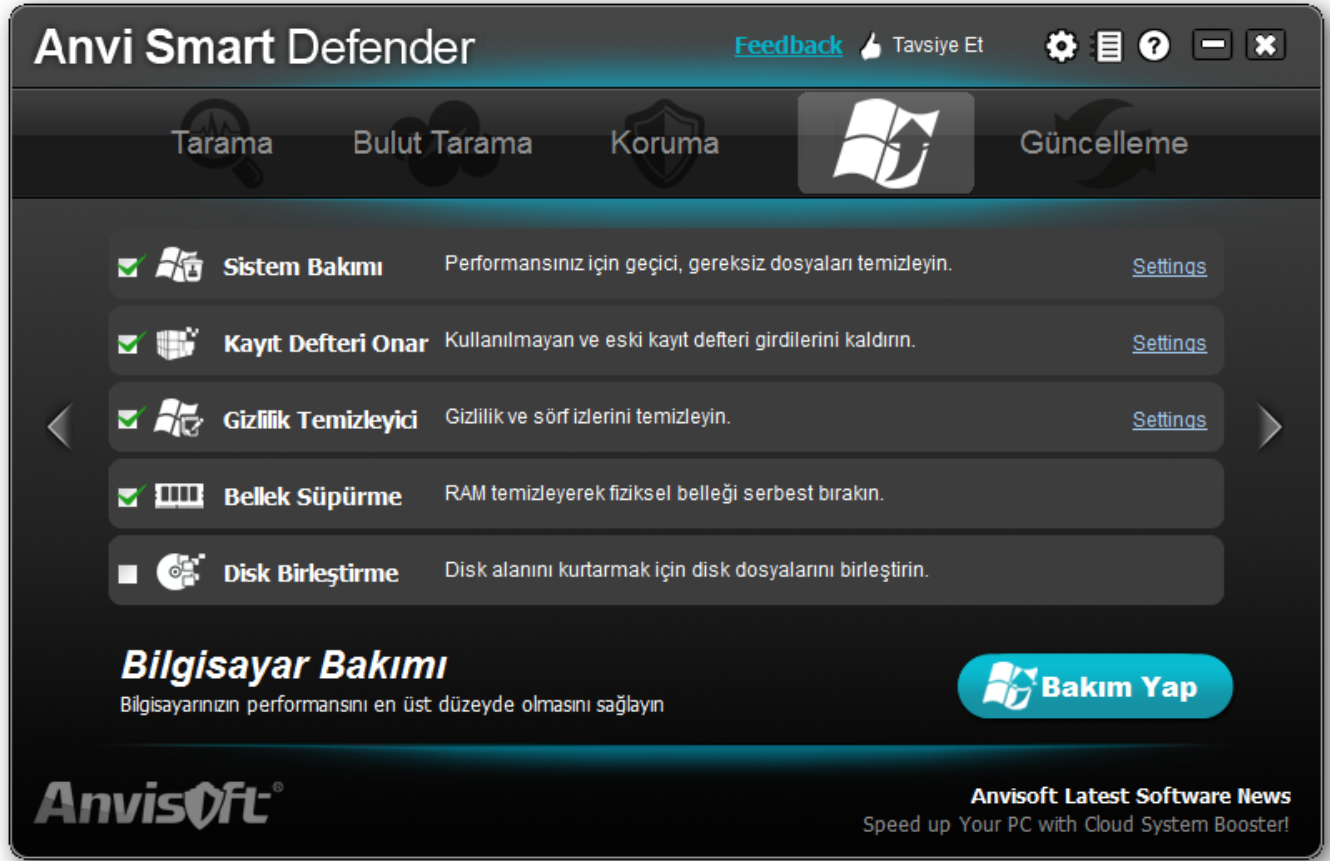 Anvi Smart Defender
Feedback Tavsiye Et
Tarama Bulut Tarama Koruma Güncelleme
Sistem Bakımı Performansınız için geçici, gereksiz dosyaları temizleyin. Settings
Kayıt Defteri Onar Kullanılmayan ve eski kayıt defteri girdilerini kaldırın. Settings
Gizlilik Temizleyici Gizlilik ve sörf izlerini temizleyin. Settings
Bellek Süpürme RAM temizleyerek fiziksel belleği serbest bırakın.
Disk Birleştirme Disk alanını kurtarmak için disk dosyalarını birleştirin.
Bilgisayar Bakımı
Bilgisayarınızın performansını en üst düzeyde olmasını sağlayın
Bakım Yap
Anvisoft®
Anvisoft Latest Software News
Speed up Your PC with Cloud System Booster!